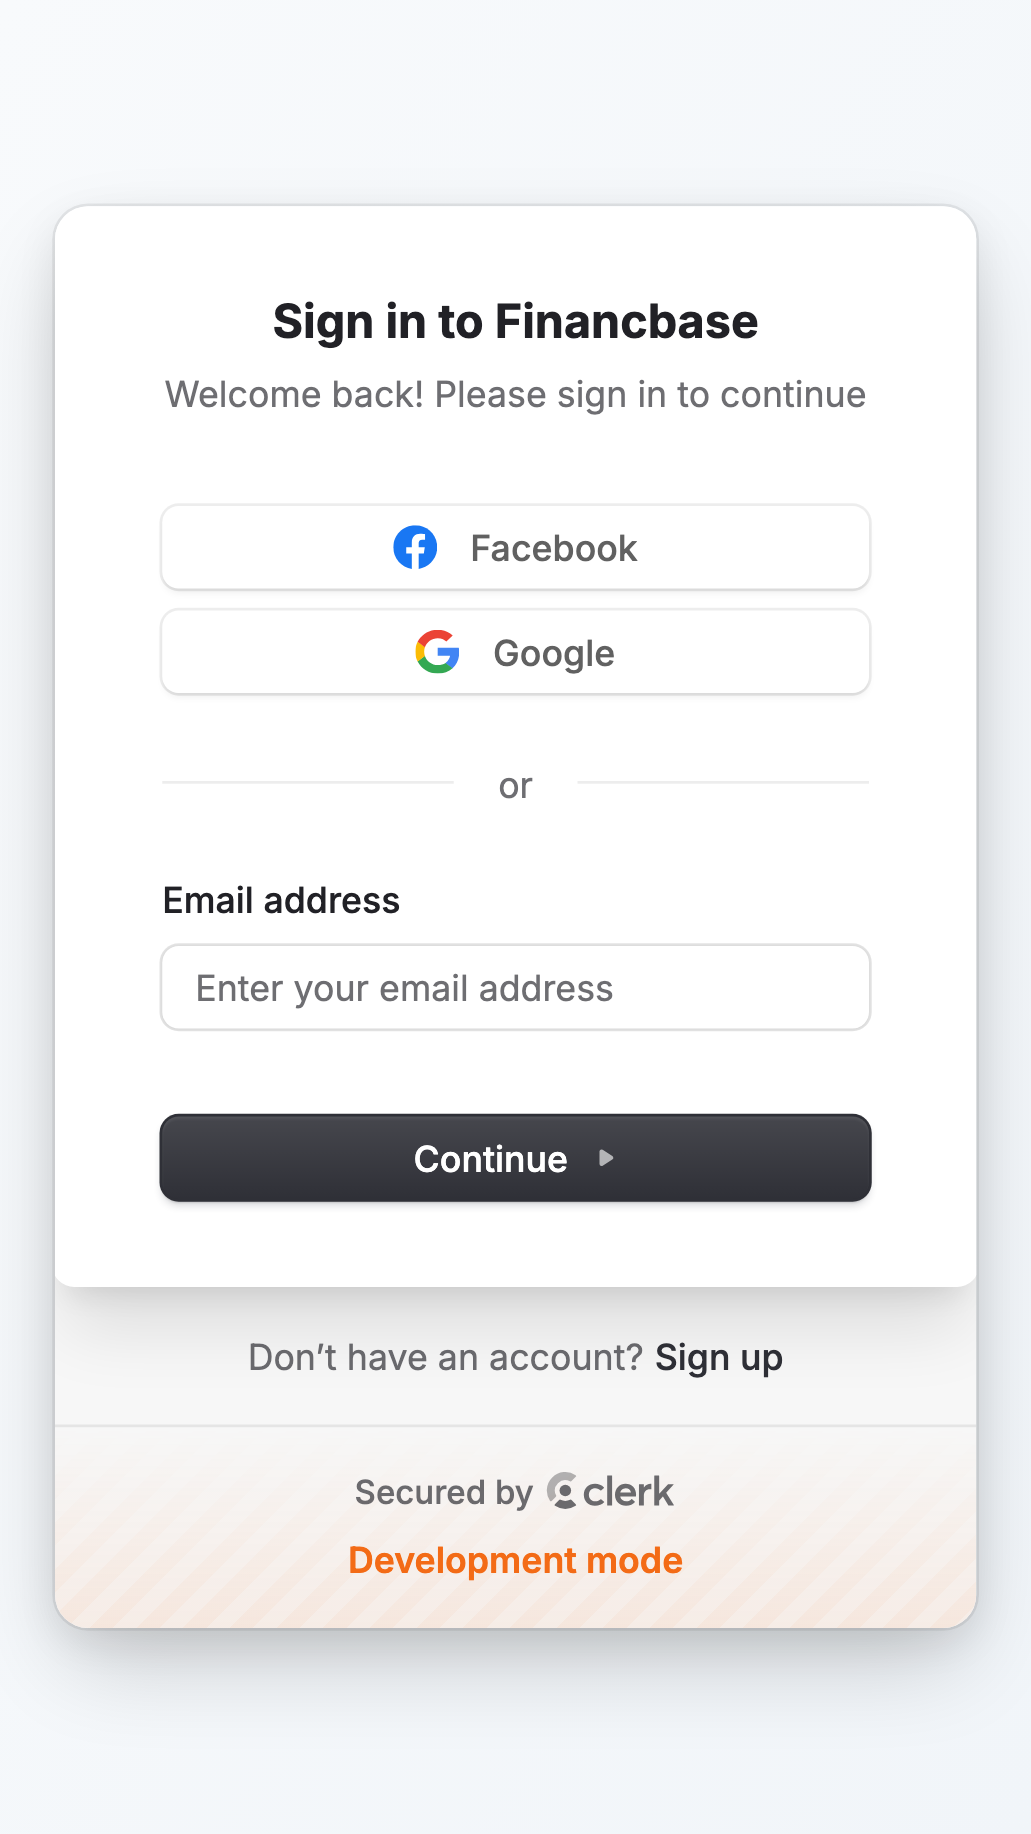 Sign in to Financbase
Welcome back! Please sign in to continue
Facebook
Google
or
Email address
Enter your email address
Continue
Don’t have an account? Sign up
Secured by clerk
Development mode